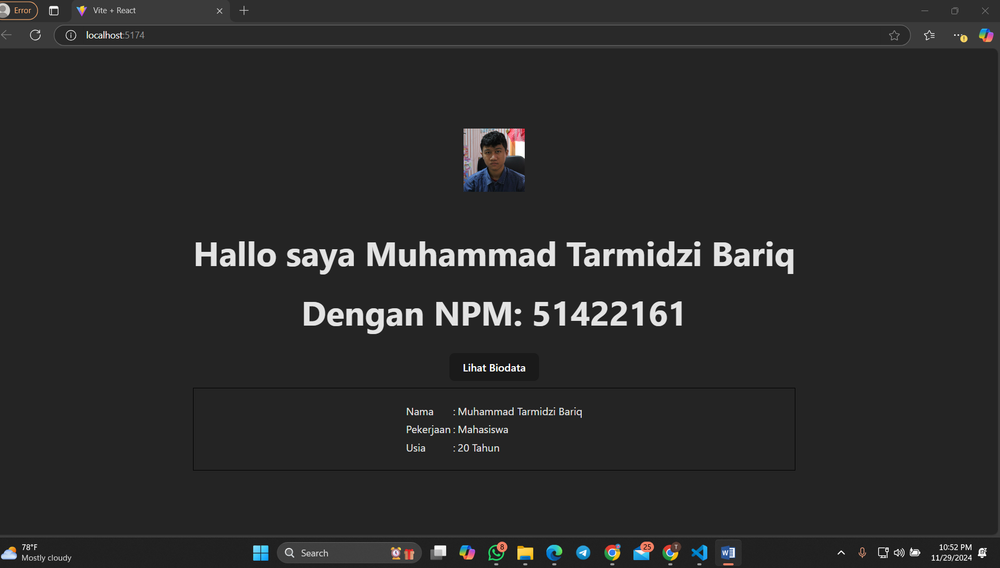 Error
Vite + React
localhost:5174
Hallo saya Muhammad Tarmidzi Bariq
Dengan NPM: 51422161
Lihat Biodata
Nama : Muhammad Tarmidzi Bariq
Pekerjaan : Mahasiswa
Usia : 20 Tahun
78°F
Mostly cloudy
Search
8
25
T
10:52 PM
11/29/2024